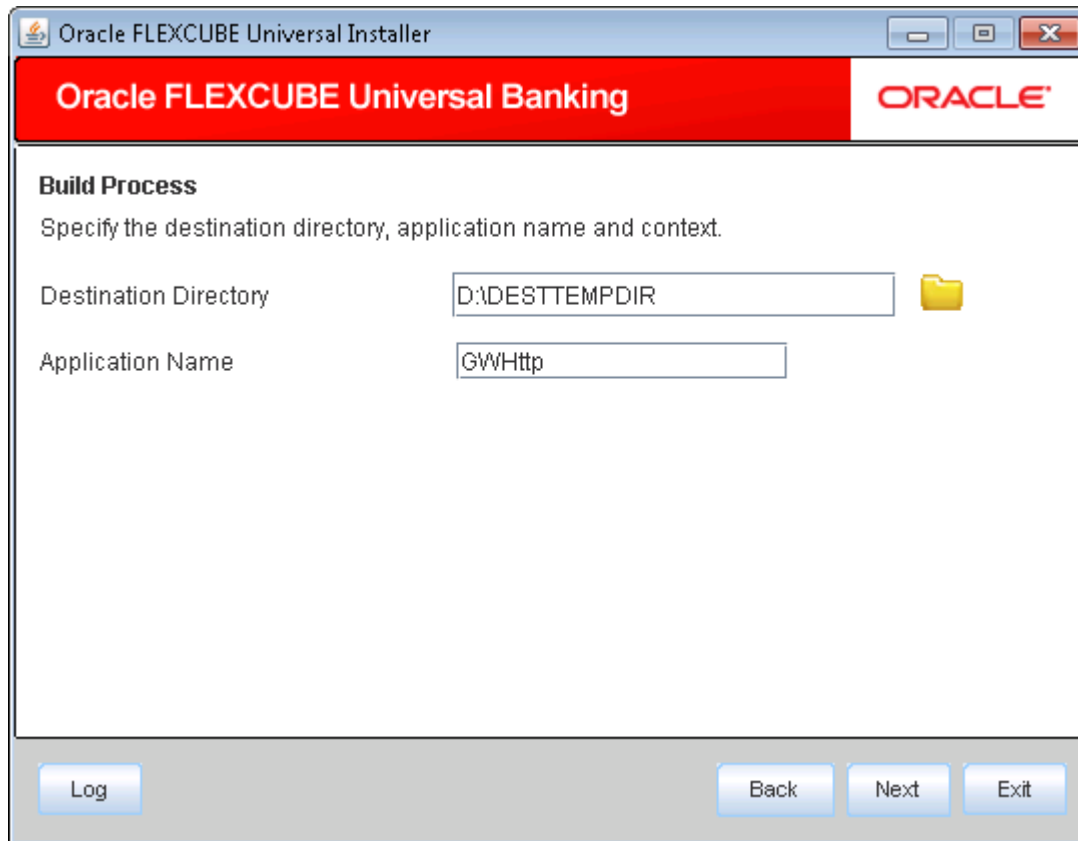 Oracle FLEXCUBE Universal Installer
Oracle FLEXCUBE Universal Banking
ORACLE
Build Process
Specify the destination directory, application name and context.
Destination Directory D:\DESTTEMPDIR
Application Name GWHttp
Log Back Next Exit